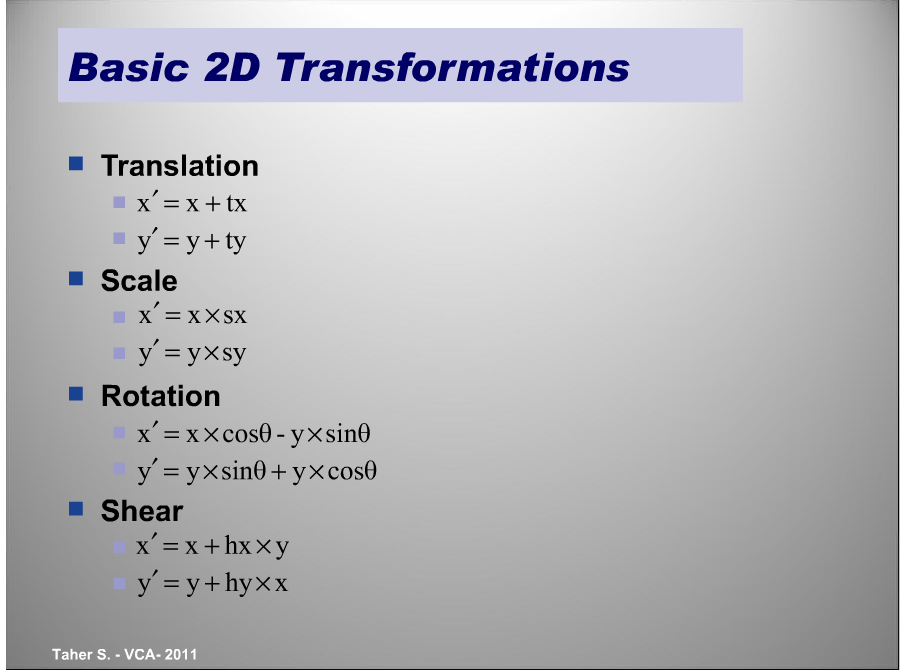 Basic 2D Transformations
Translation
x′ = x + tx
y′ = y + ty
Scale
x′ = x×sx
y′ = y×sy
Rotation
x′ = x×cosθ - y×sinθ
y′ = y×sinθ + y×cosθ
Shear
x′ = x + hx×y
y′ = y + hy×x
Taher S. - VCA- 2011